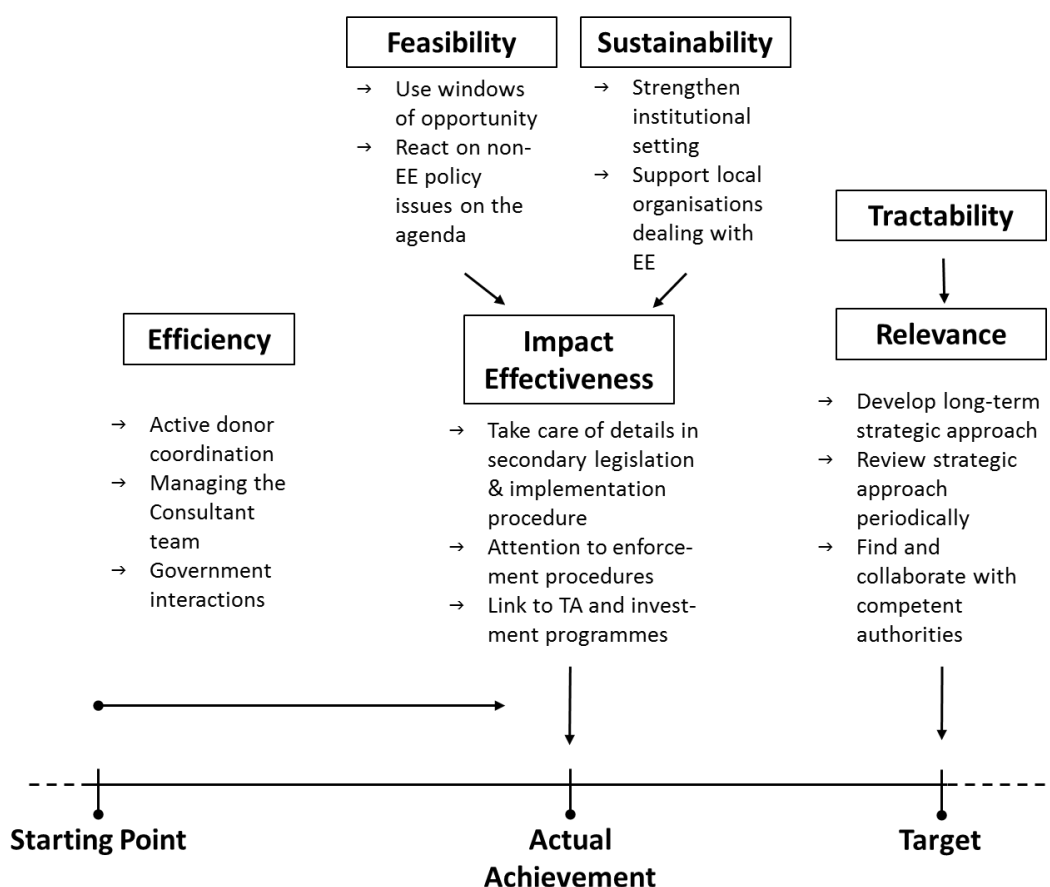 Feasibility
→ Use windows
of opportunity
→ React on non-
EE policy
issues on the
agenda
Sustainability
→ Strengthen
institutional
setting
→ Support local
organisations
dealing with
EE
Tractability
Efficiency
→ Active donor
coordination
→ Managing the
Consultant
team
→ Government
interactions
Impact
Effectiveness
→ Take care of details in
secondary legislation
& implementation
procedure
→ Attention to enforce-
ment procedures
→ Link to TA and invest-
ment programmes
Relevance
→ Develop long-term
strategic approach
→ Review strategic
approach
periodically
→ Find and
collaborate with
competent
authorities
Starting Point
Actual
Achievement
Target